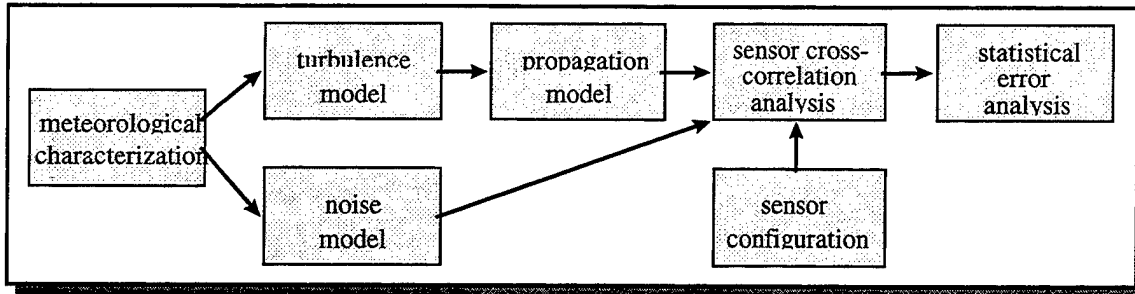 meteorological
characterization
turbulence
model
propagation
model
sensor cross-
correlation
analysis
statistical
error
analysis
noise
model
sensor
configuration